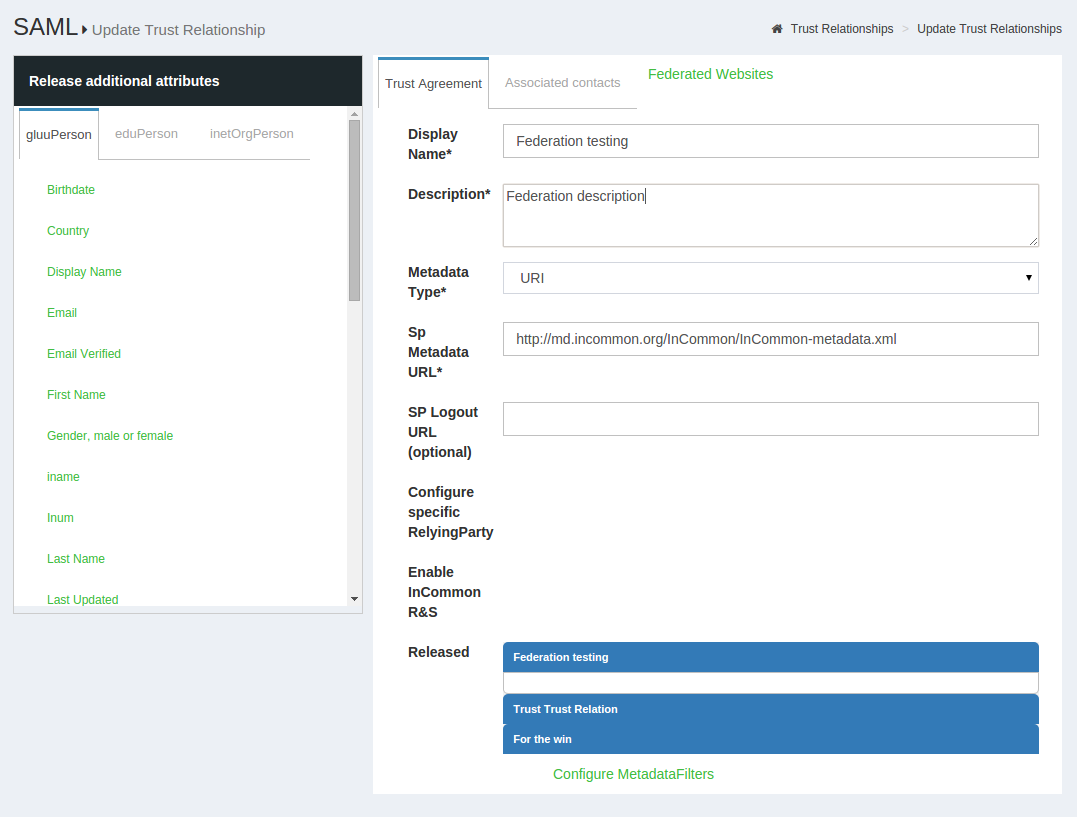 SAML Update Trust Relationship
Trust Relationships > Update Trust Relationships
Release additional attributes
gluuPerson eduPerson inetOrgPerson
Birthdate
Country
Display Name
Email
Email Verified
First Name
Gender, male or female
iname
Inum
Last Name
Last Updated
Trust Agreement Associated contacts Federated Websites
Display
Name*
Federation testing
Description*
Federation description
Metadata
Type*
URI
Sp
Metadata
URL*
http://md.incommon.org/InCommon/InCommon-metadata.xml
SP Logout
URL
(optional)
Configure
specific
RelyingParty
Enable
InCommon
R&S
Released
Federation testing
Trust Trust Relation
For the win
Configure MetadataFilters